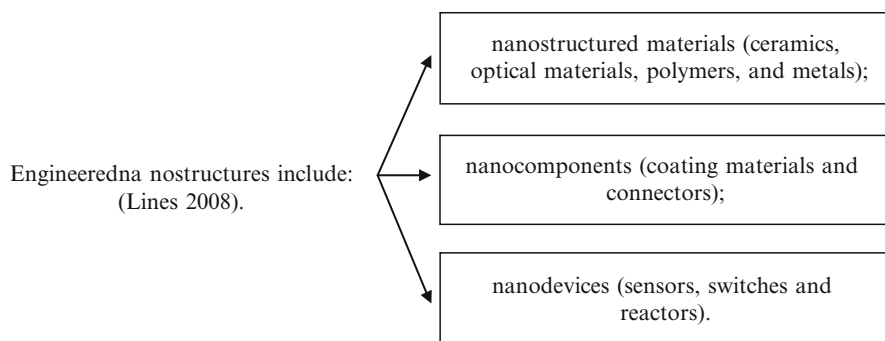 Engineeredna nostructures include:
(Lines 2008).
nanostructured materials (ceramics,
optical materials, polymers, and metals);
nanocomponents (coating materials and
connectors);
nanodevices (sensors, switches and
reactors).